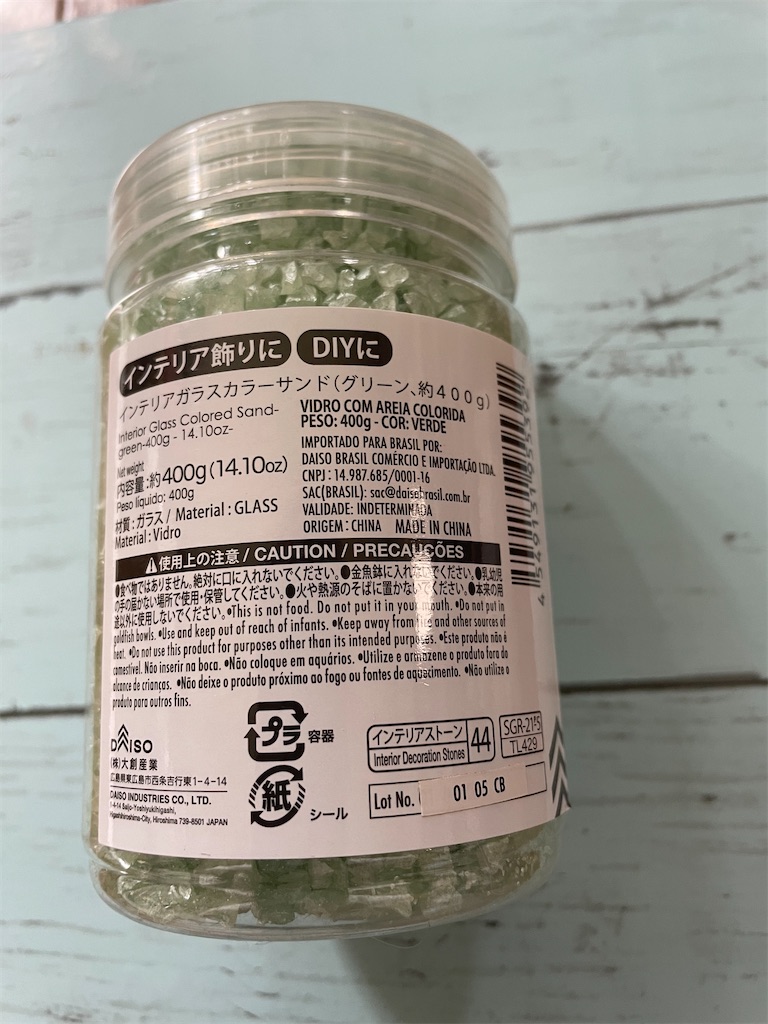 インテリア飾りに DIYに
インテリアガラスカラーサンド(グリーン、約400g)
Interior Glass Colored Sand-
green-400g - 14.10oz-
Net weight
内容量:約400g(14.10oz)
Peso líquido: 400g
材質:ガラス / Material : GLASS
Material : Vidro
VIDRO COM AREIA COLORIDA
PESO: 400g - COR: VERDE
IMPORTADO PARA BRASIL POR:
DAISO BRASIL COMÉRCIO E IMPORTAÇÃO LTDA.
CNPJ : 14.987.685/0001-16
SAC(BRASIL): sac@daisobrasil.com.br
VALIDADE: INDETERMINADA
ORIGEM : CHINA MADE IN CHINA
使用上の注意 / CAUTION / PRECAUÇÕES
●食べ物ではありません。絶対に口に入れないでください。●金魚鉢に入れないでください。●乳幼児
の手の届かない場所で使用・保管してください。●火や熱源のそばに置かないでください。●本来の用
途以外に使用しないでください。•This is not food. Do not put it in your mouth. •Do not put in
goldfish bowls. •Use and keep out of reach of infants. •Keep away from fire and other sources of
heat. •Do not use this product for purposes other than its intended purposes. •Este produto não é
comestível. Não inserir na boca. •Não coloque em aquários. •Utilize e armazene o produto fora do
alcance de crianças. •Não deixe o produto próximo ao fogo ou fontes de aquecimento. •Não utilize o
produto para outros fins.
DAISO
(株)大創産業
広島県東広島市西条吉行東1-4-14
DAISO INDUSTRIES CO., LTD.
1-4-14 Saijo-Yoshiyukihigashi,
Higashihiroshima-City, Hiroshima 739-8501 JAPAN
プラ 容器
紙 シール
インテリアストーン
Interior Decoration Stones
44
TL429
Lot No.
01 05 CB